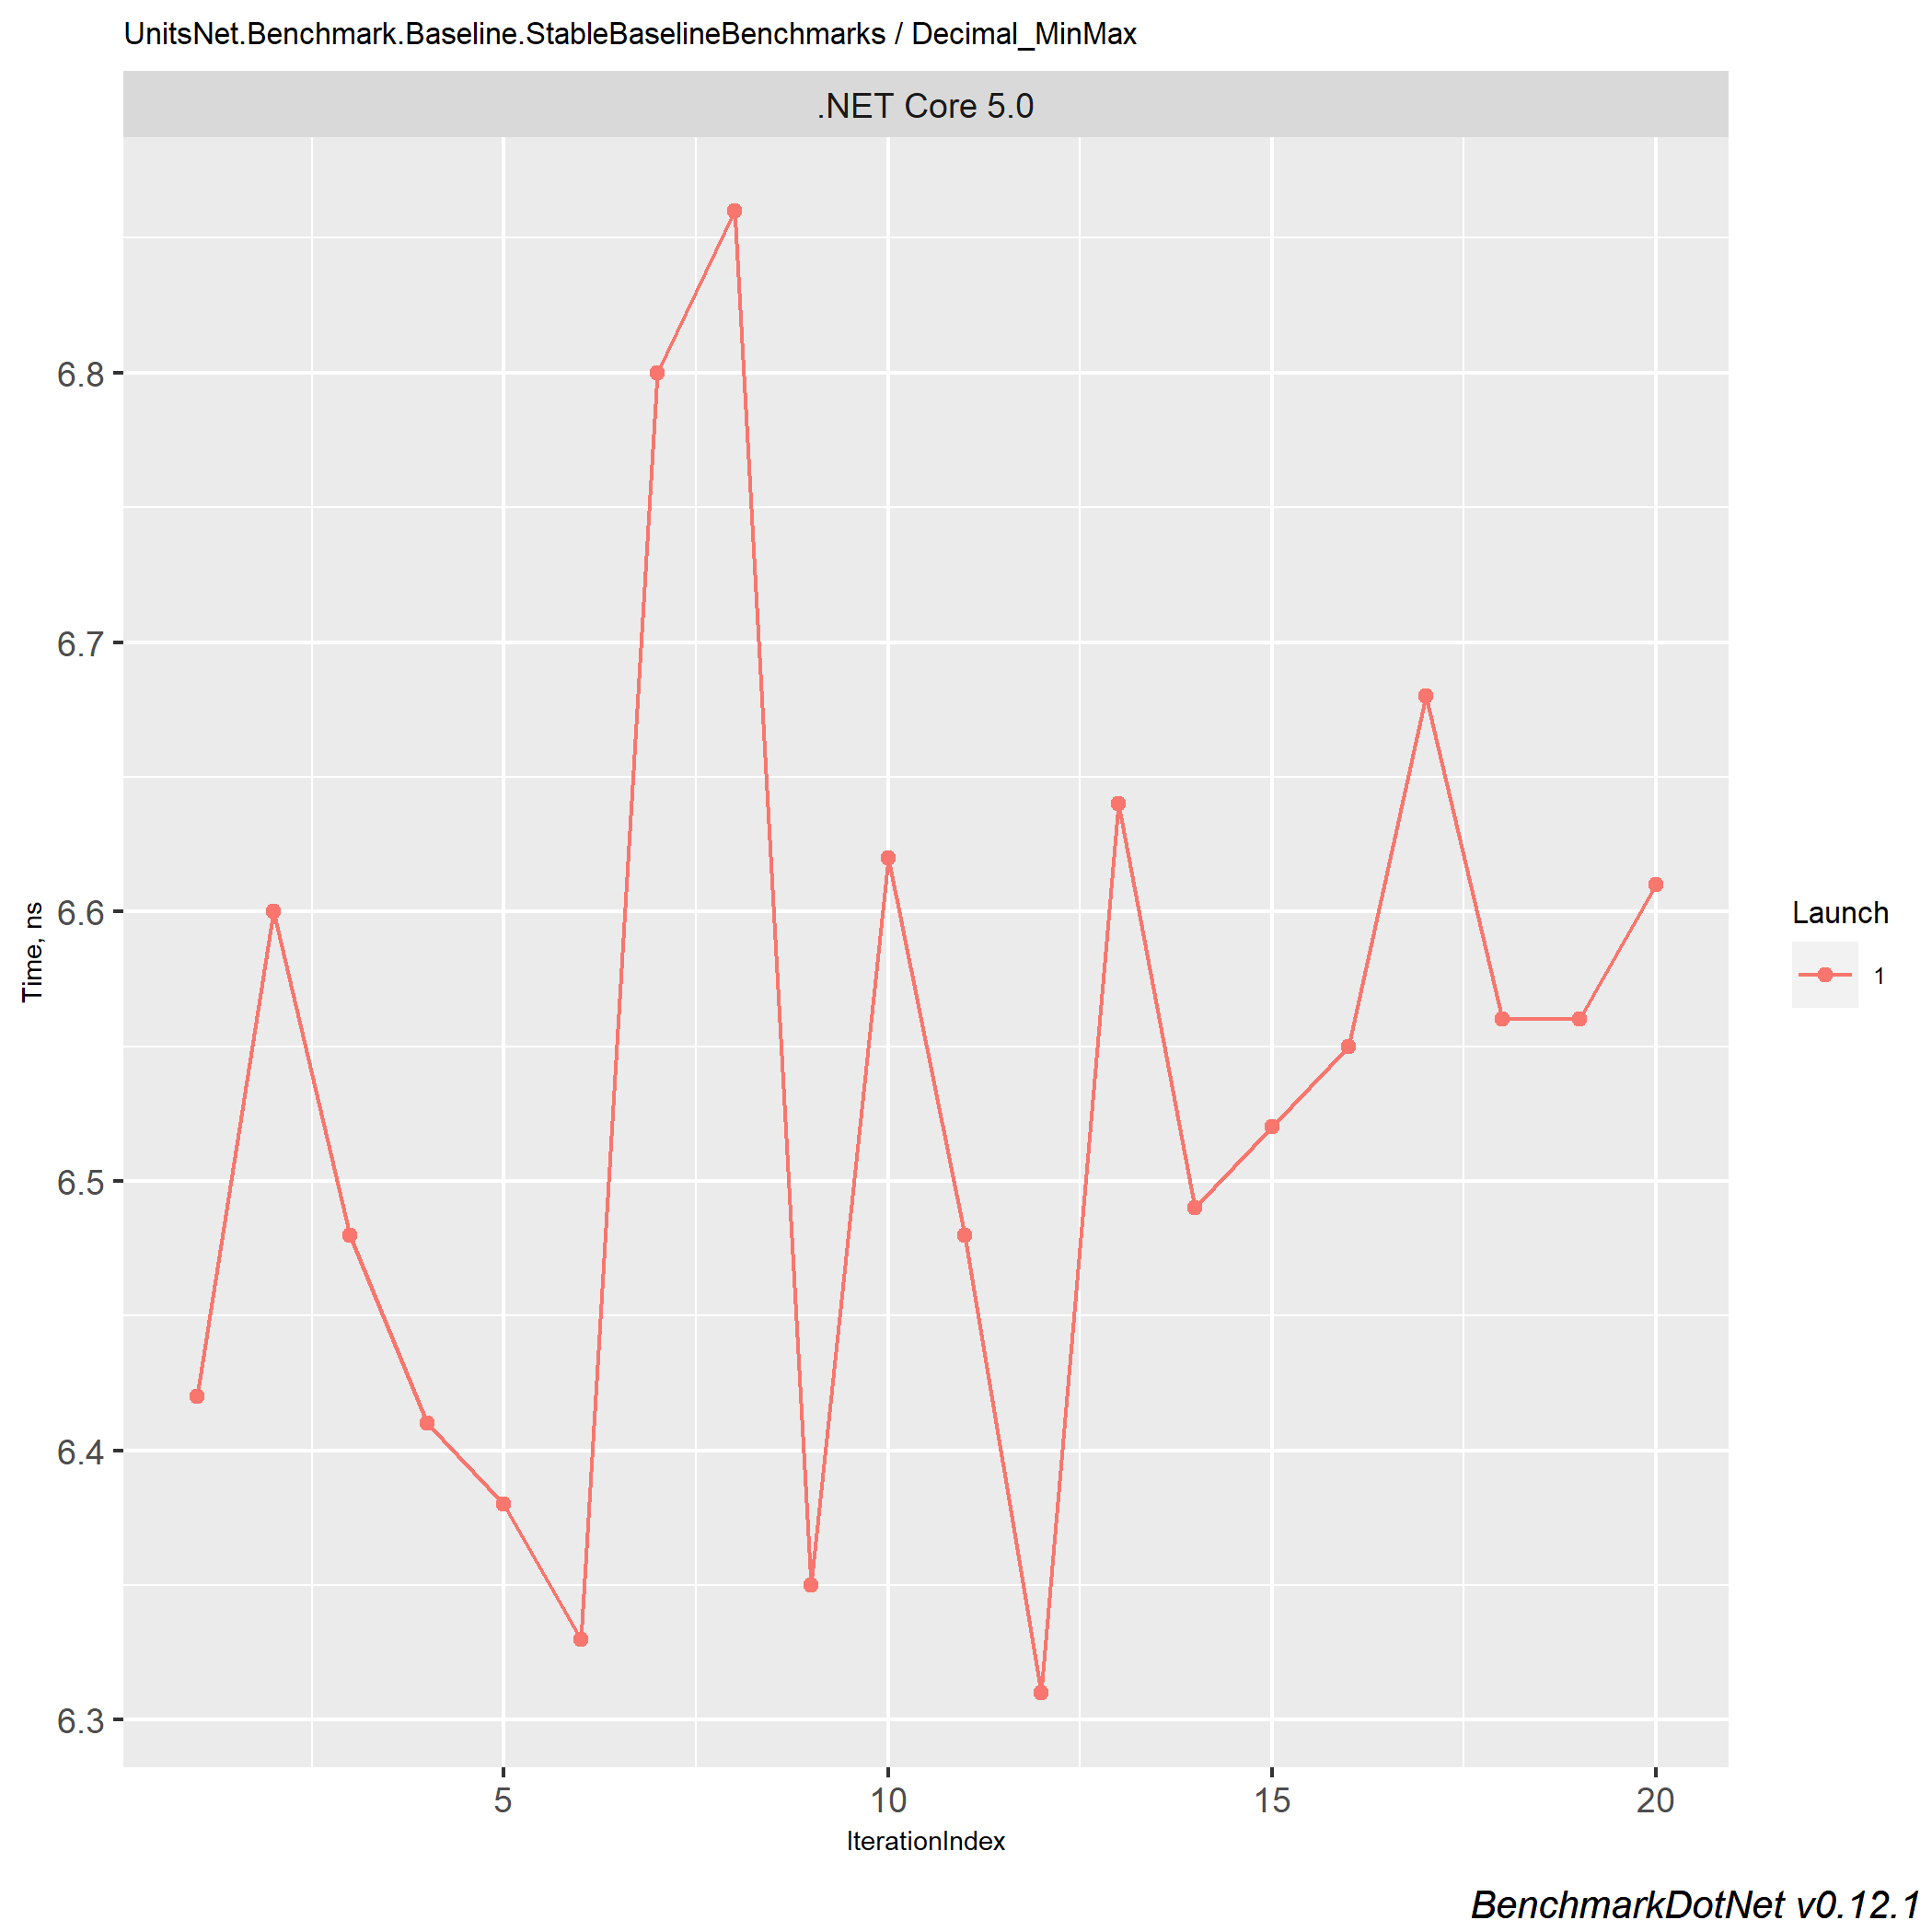 UnitsNet.Benchmark.Baseline.StableBaselineBenchmarks / Decimal_MinMax
.NET Core 5.0
6.8
6.7
6.6
6.5
6.4
6.3
Time, ns
5
10
15
20
IterationIndex
Launch
1
BenchmarkDotNet v0.12.1